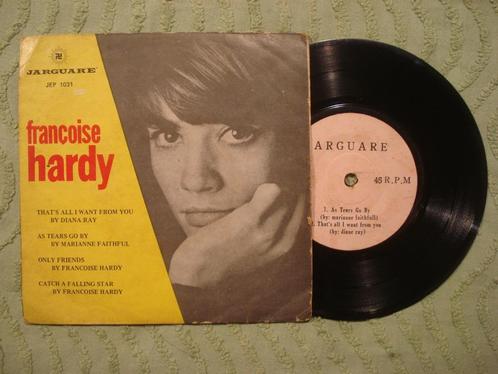 JARGUARE
JEP 1031
francoise
hardy
THAT'S ALL I WANT FROM YOU
BY DIANA RAY
AS TEARS GO BY
BY MARIANNE FAITHFUL
ONLY FRIENDS
BY FRANCOISE HARDY
CATCH A FALLING STAR
BY FRANCOISE HARDY
ARGUARE
45 R.P.M
1. As Tears Go By
(by: marianne faithfull)
That's all I want from you
(by: diane ray)